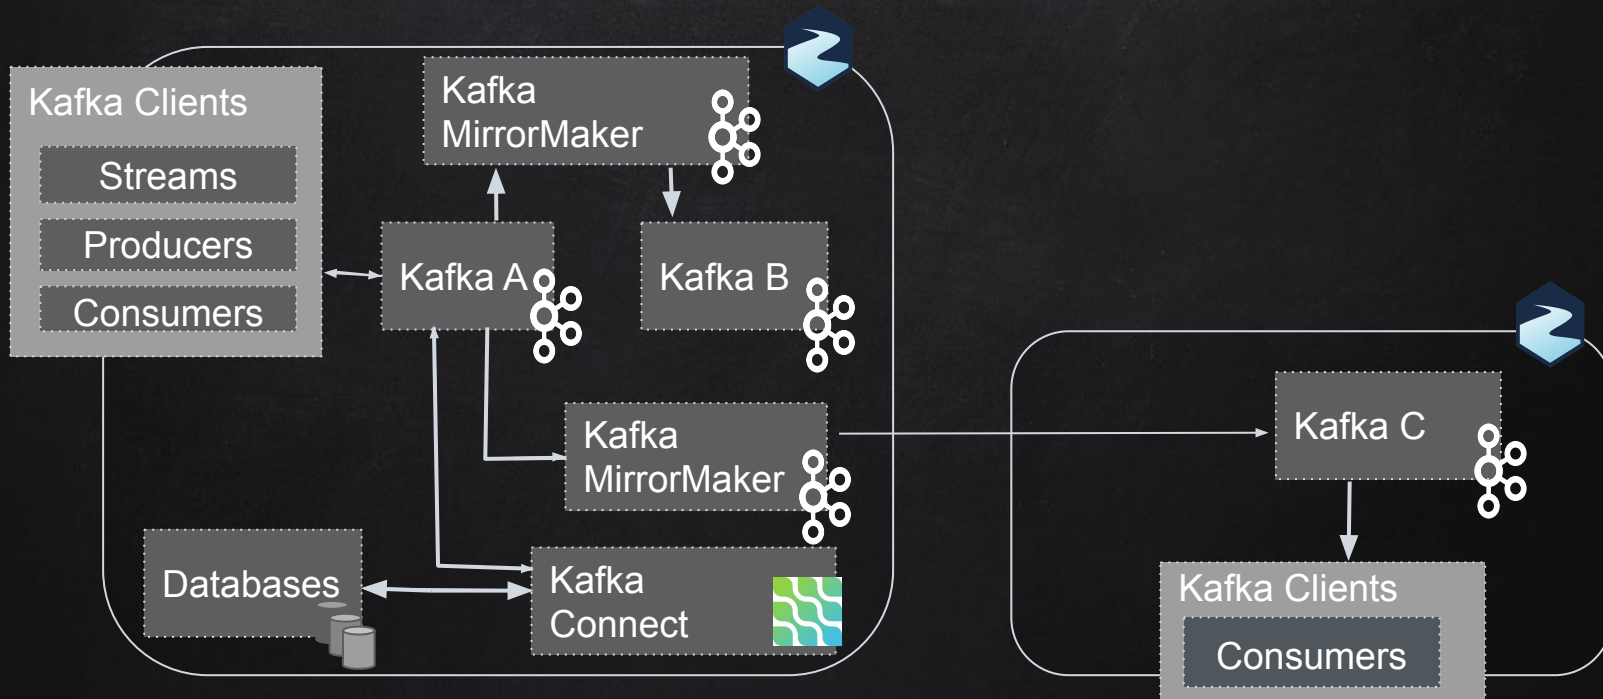 Kafka Clients
Streams
Producers
Consumers
Kafka
MirrorMaker
Kafka A
Kafka B
Kafka
MirrorMaker
Databases
Kafka
Connect
Kafka C
Kafka Clients
Consumers